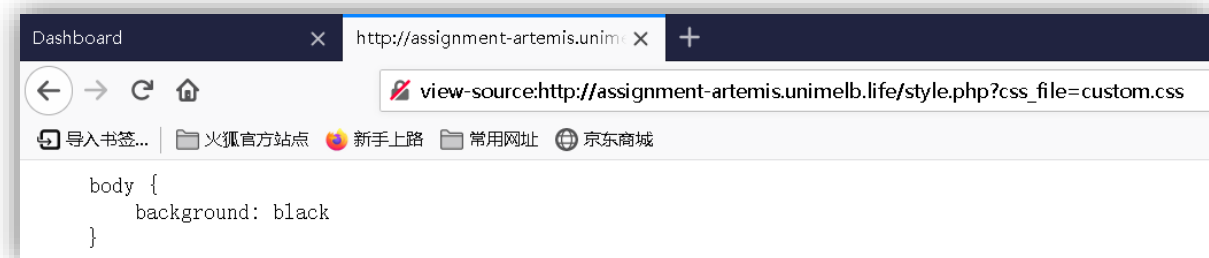 Dashboard
http://assignment-artemis.unime
view-source:http://assignment-artemis.unimelb.life/style.php?css_file=custom.css
导入书签... 火狐官方站点 新手上路 常用网址 京东商城
body {
background: black
}